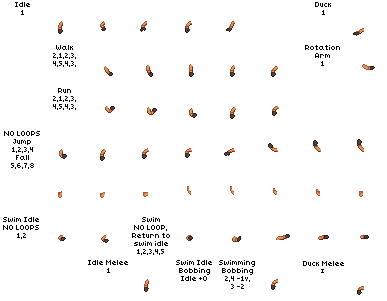 Idle
1
Duck
1
Walk
2,1,2,3,
4,5,4,3,
Rotation
Arm
1
Run
2,1,2,3,
4,5,4,3,
NO LOOPS
Jump
1,2,3,4
Fall
5,6,7,8
Swim Idle
NO LOOPS
1,2
Swim
NO LOOP,
Return to
swim idle
1,2,3,4,5
Swim Idle
Bobbing
Idle +0
Swimming
Bobbing
2,4 -1v,
3 -2
Idle Melee
1
Duck Melee
1